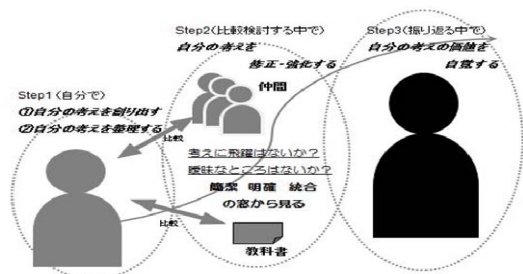 Step1(自分で)
①自分の考えを創り出す
②自分の考えを整理する
Step2(比較検討する中で)
自分の考えを
修正・強化する
仲間
比較
考えに飛躍はないか?
曖昧なところはないか?
簡潔 明確 統合
の窓から見る
比較
教科書
Step3(振り返る中で)
自分の考えの価値を
自覚する